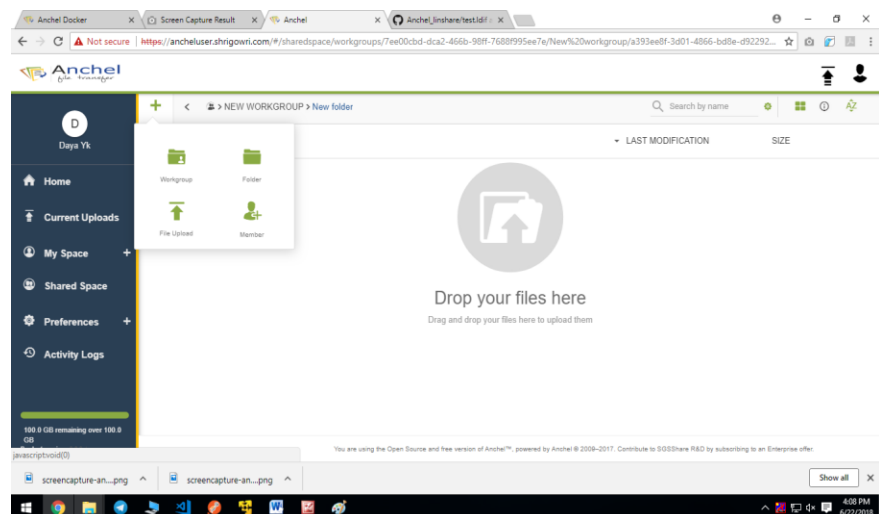 Anchel Docker
Screen Capture Result
Anchel
Anchel_linshare/test.ldif
Not secure
https://ancheluser.shrigowri.com/#/sharedspace/workgroups/7ee00cbd-dca2-466b-98ff-7688f995ee7e/New%20workgroup/a393ee8f-3d01-4866-bd8e-d92292...
Anchel
file transfer
D
Daya Yk
Home
Current Uploads
My Space +
Shared Space
Preferences +
Activity Logs
100.0 GB remaining over 100.0
GB
+ < > NEW WORKGROUP > New folder
Search by name
Workgroup
Folder
File Upload
Member
LAST MODIFICATION
SIZE
Drop your files here
Drag and drop your files here to upload them
javascript:void(0)
You are using the Open Source and free version of Anchel™, powered by Anchel © 2009–2017. Contribute to SGSShare R&D by subscribing to an Enterprise offer.
screencapture-an....png
screencapture-an....png
Show all
4:08 PM
6/22/2018